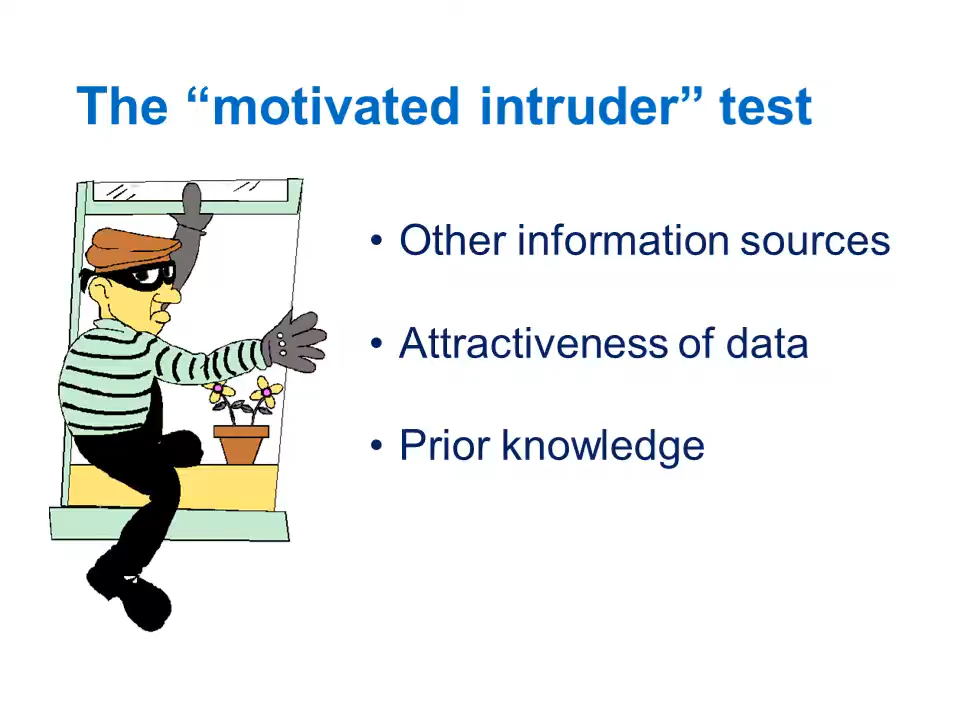 The “motivated intruder” test
• Other information sources
• Attractiveness of data
• Prior knowledge